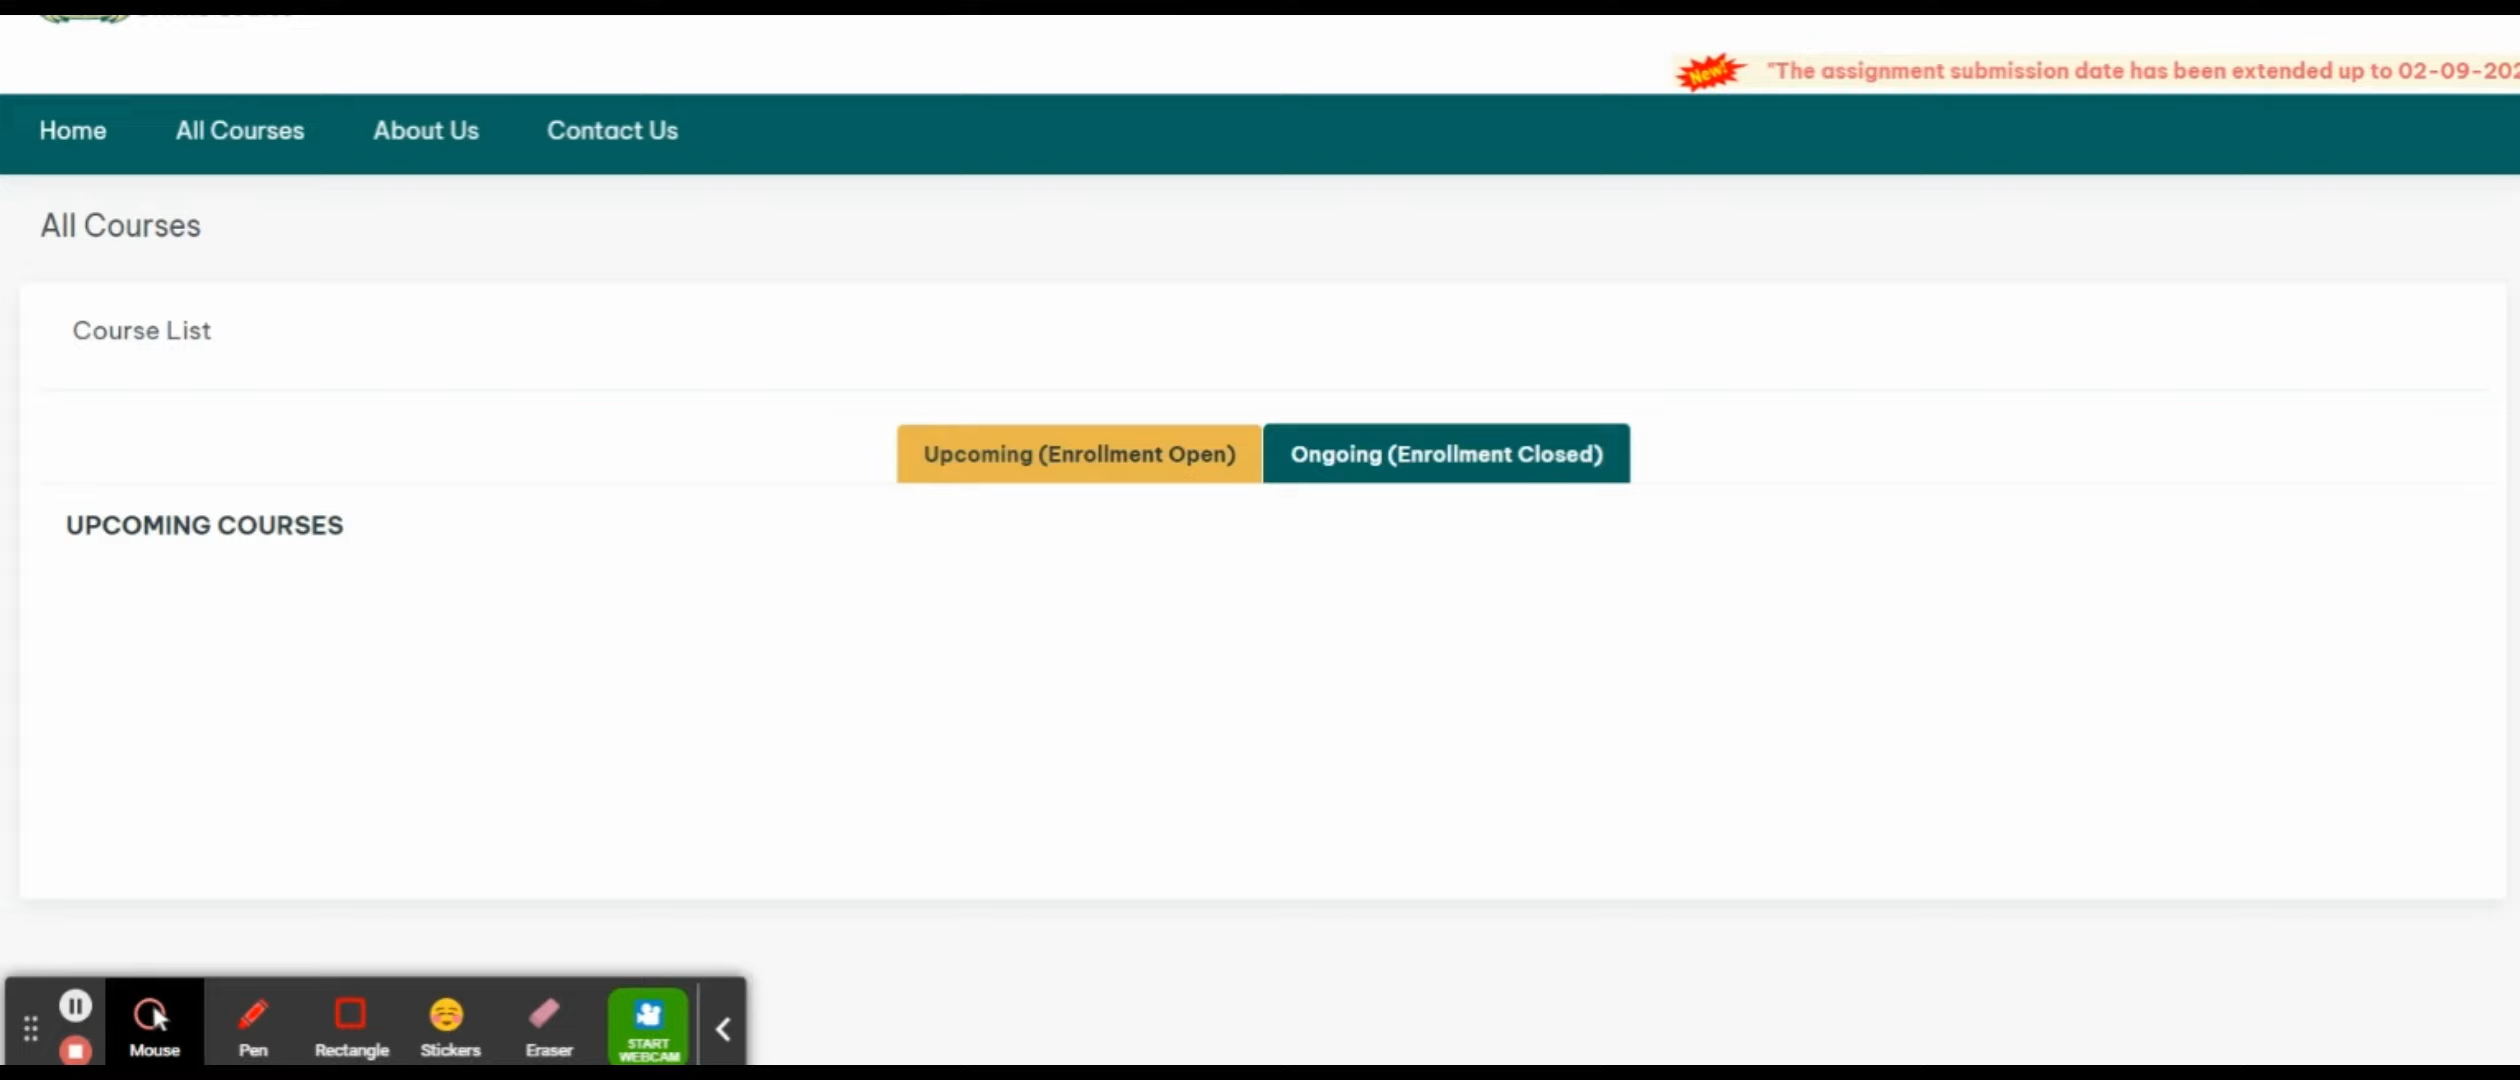 New!
"The assignment submission date has been extended up to 02-09-202
Home All Courses About Us Contact Us
All Courses
Course List
Upcoming (Enrollment Open) Ongoing (Enrollment Closed)
UPCOMING COURSES
Mouse Pen Rectangle Stickers Eraser START WEBCAM